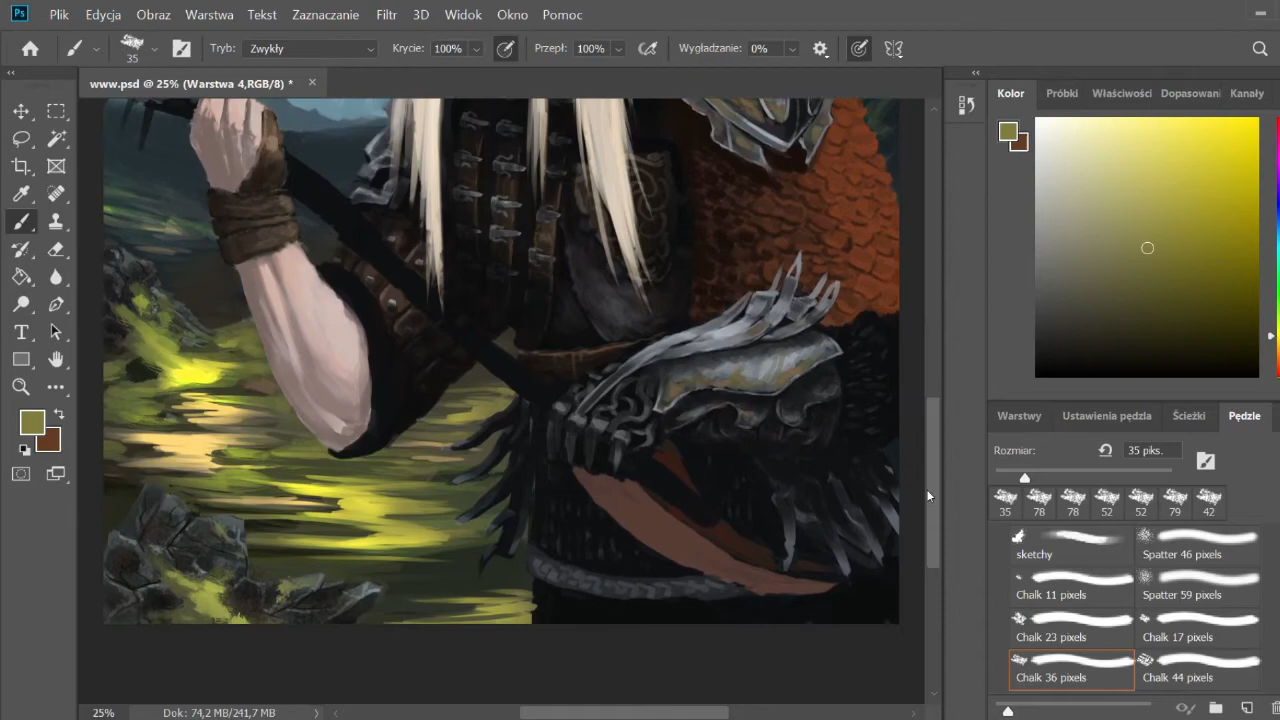 Ps Plik Edycja Obraz Warstwa Tekst Zaznaczanie Filtr 3D Widok Okno Pomoc
35 Tryb: Zwykły Krycie: 100% Przepł: 100% Wygładzanie: 0%
www.psd @ 25% (Warstwa 4,RGB/8) *
Kolor Próbki Właściwości Dopasowani Kanały
Warstwy Ustawienia pędzla Ścieżki Pędzle
Rozmiar: 35 piks.
35 78 78 52 52 79 42
sketchy Spatter 46 pixels
Chalk 11 pixels Spatter 59 pixels
Chalk 23 pixels Chalk 17 pixels
Chalk 36 pixels Chalk 44 pixels
25% Dok: 74,2 MB/241,7 MB